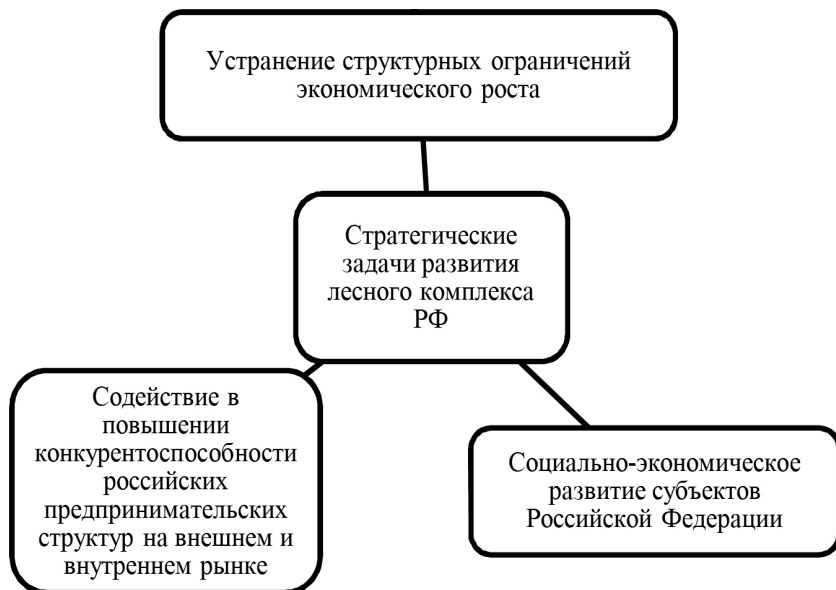 Устранение структурных ограничений
экономического роста
Стратегические
задачи развития
лесного комплекса
РФ
Содействие в
повышении
конкурентоспособности
российских
предпринимательских
структур на внешнем и
внутреннем рынке
Социально-экономическое
развитие субъектов
Российской Федерации